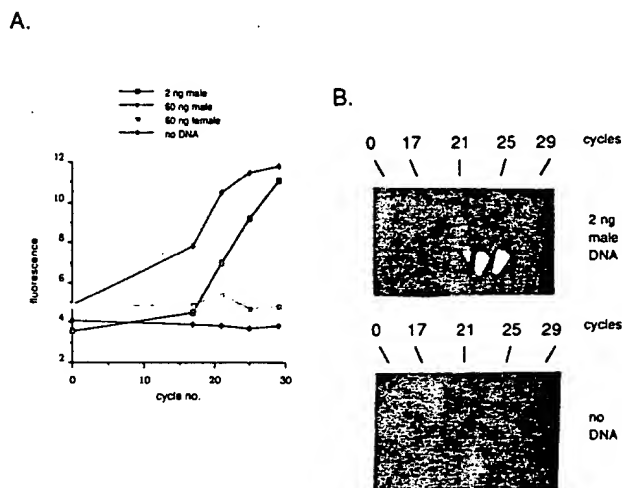 A.
2 ng male
60 ng male
60 ng female
no DNA
12
10
8
6
4
2
fluorescence
0
10
20
30
cycle no.
B.
0 17 21 25 29 cycles
2 ng
male
DNA
0 17 21 25 29 cycles
no
DNA